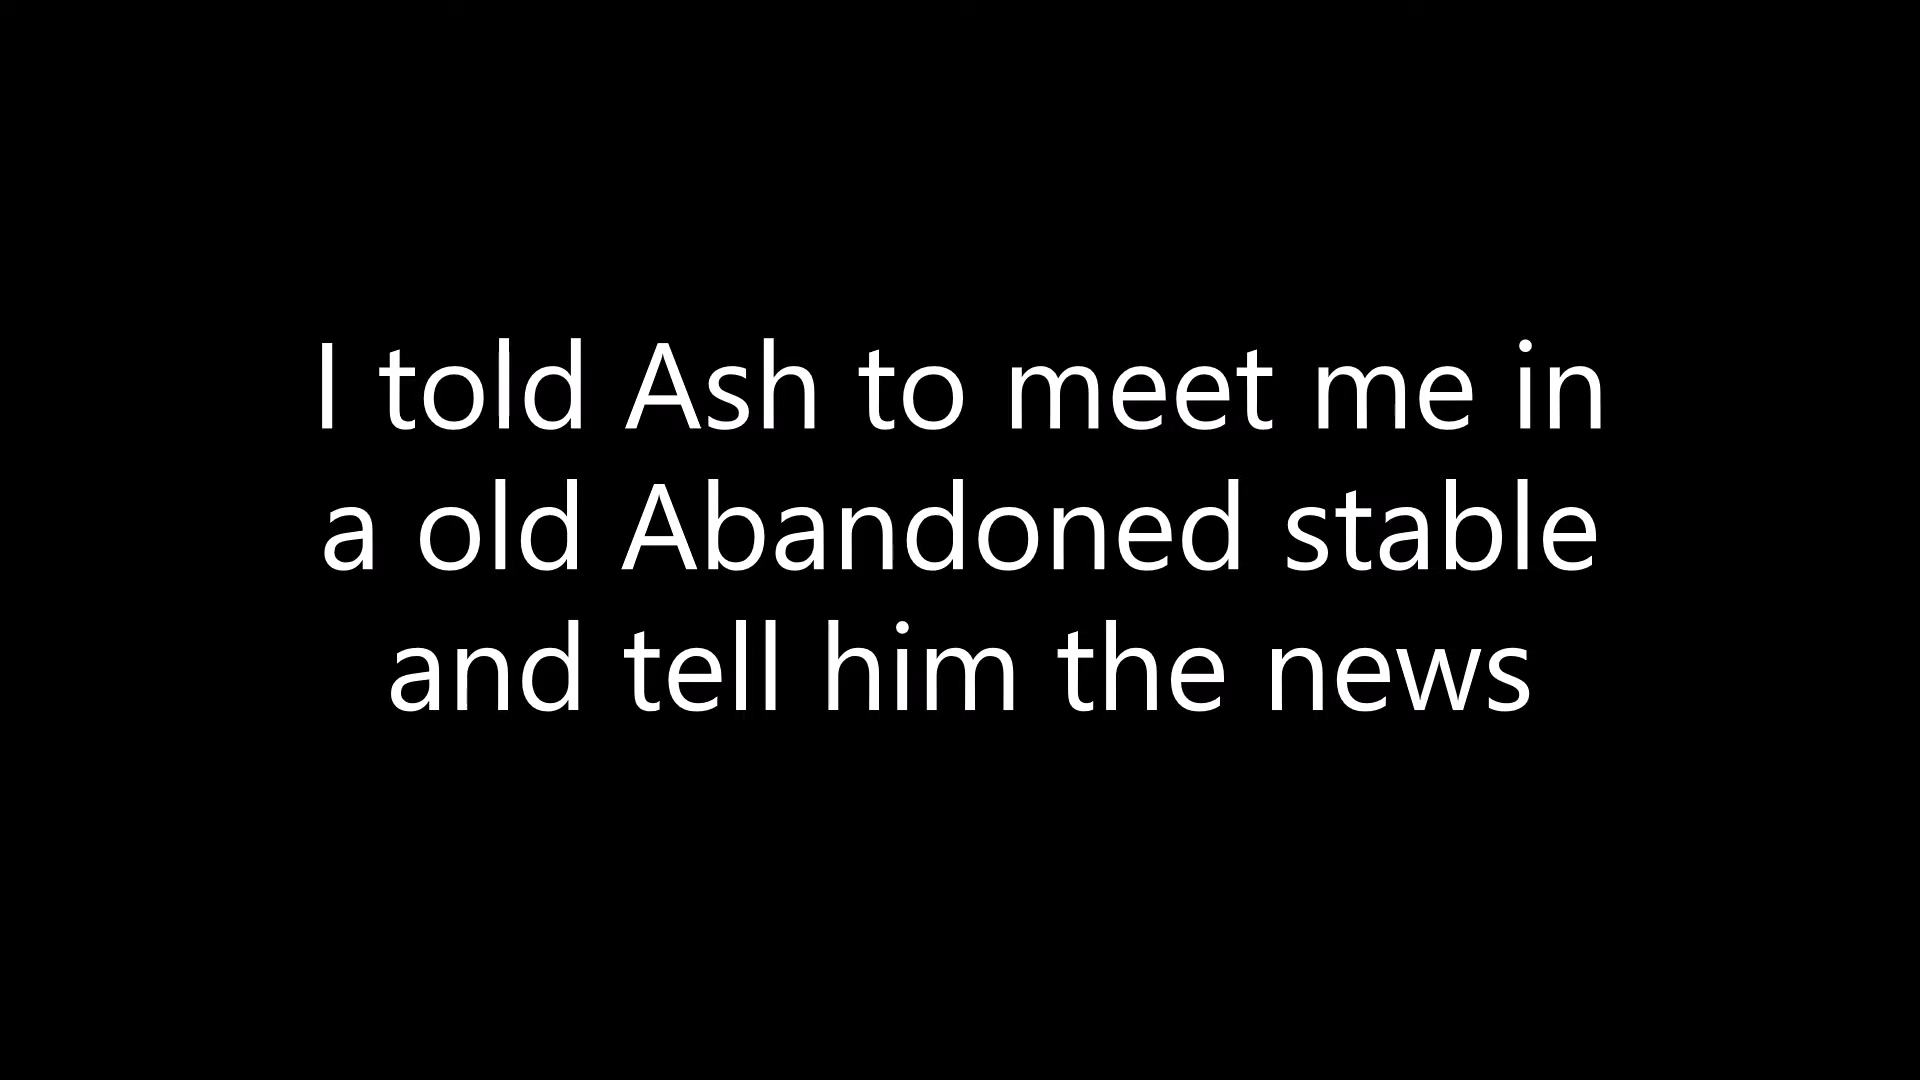 I told Ash to meet me in
a old Abandoned stable
and tell him the news